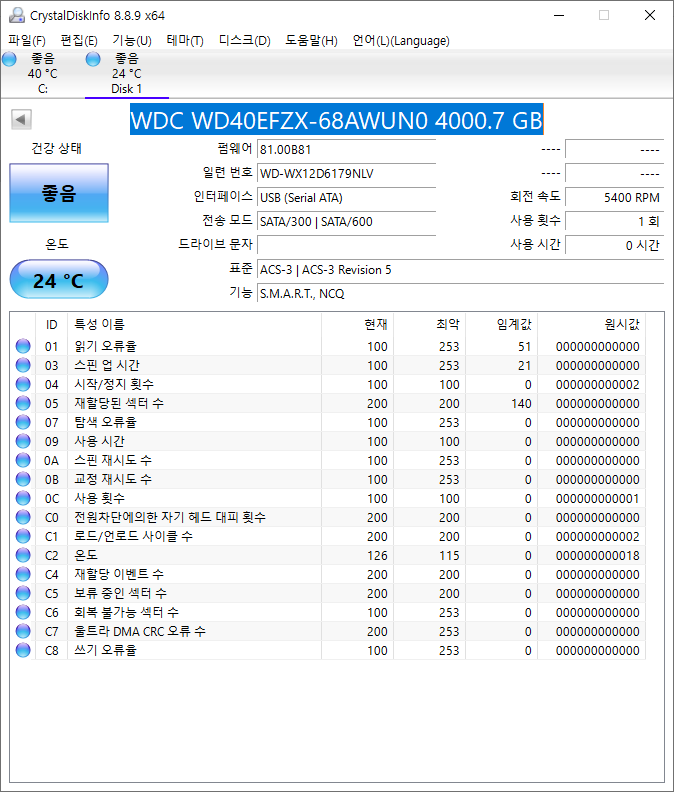 CrystalDiskInfo 8.8.9 x64
파일(F) 편집(E) 기능(U) 테마(T) 디스크(D) 도움말(H) 언어(L)(Language)
좋음 좋음
40 °C 24 °C
C: Disk 1
WDC WD40EFZX-68AWUN0 4000.7 GB
건강 상태 펌웨어 81.00B81 ---- ----
좋음 일련 번호 WD-WX12D6179NLV ---- ----
인터페이스 USB (Serial ATA) 회전 속도 5400 RPM
전송 모드 SATA/300 | SATA/600 사용 횟수 1 회
온도 드라이브 문자 사용 시간 0 시간
24 °C 표준 ACS-3 | ACS-3 Revision 5
기능 S.M.A.R.T., NCQ
ID 특성 이름 현재 최악 임계값 원시값
01 읽기 오류율 100 253 51 000000000000
03 스핀 업 시간 100 253 21 000000000000
04 시작/정지 횟수 100 100 0 000000000002
05 재할당된 섹터 수 200 200 140 000000000000
07 탐색 오류율 100 253 0 000000000000
09 사용 시간 100 100 0 000000000000
0A 스핀 재시도 수 100 253 0 000000000000
0B 교정 재시도 수 100 253 0 000000000000
0C 사용 횟수 100 100 0 000000000001
C0 전원차단에의한 자기 헤드 대피 횟수 200 200 0 000000000000
C1 로드/언로드 사이클 수 200 200 0 000000000002
C2 온도 126 115 0 000000000018
C4 재할당 이벤트 수 200 200 0 000000000000
C5 보류 중인 섹터 수 200 200 0 000000000000
C6 회복 불가능 섹터 수 100 253 0 000000000000
C7 울트라 DMA CRC 오류 수 200 253 0 000000000000
C8 쓰기 오류율 100 253 0 000000000000